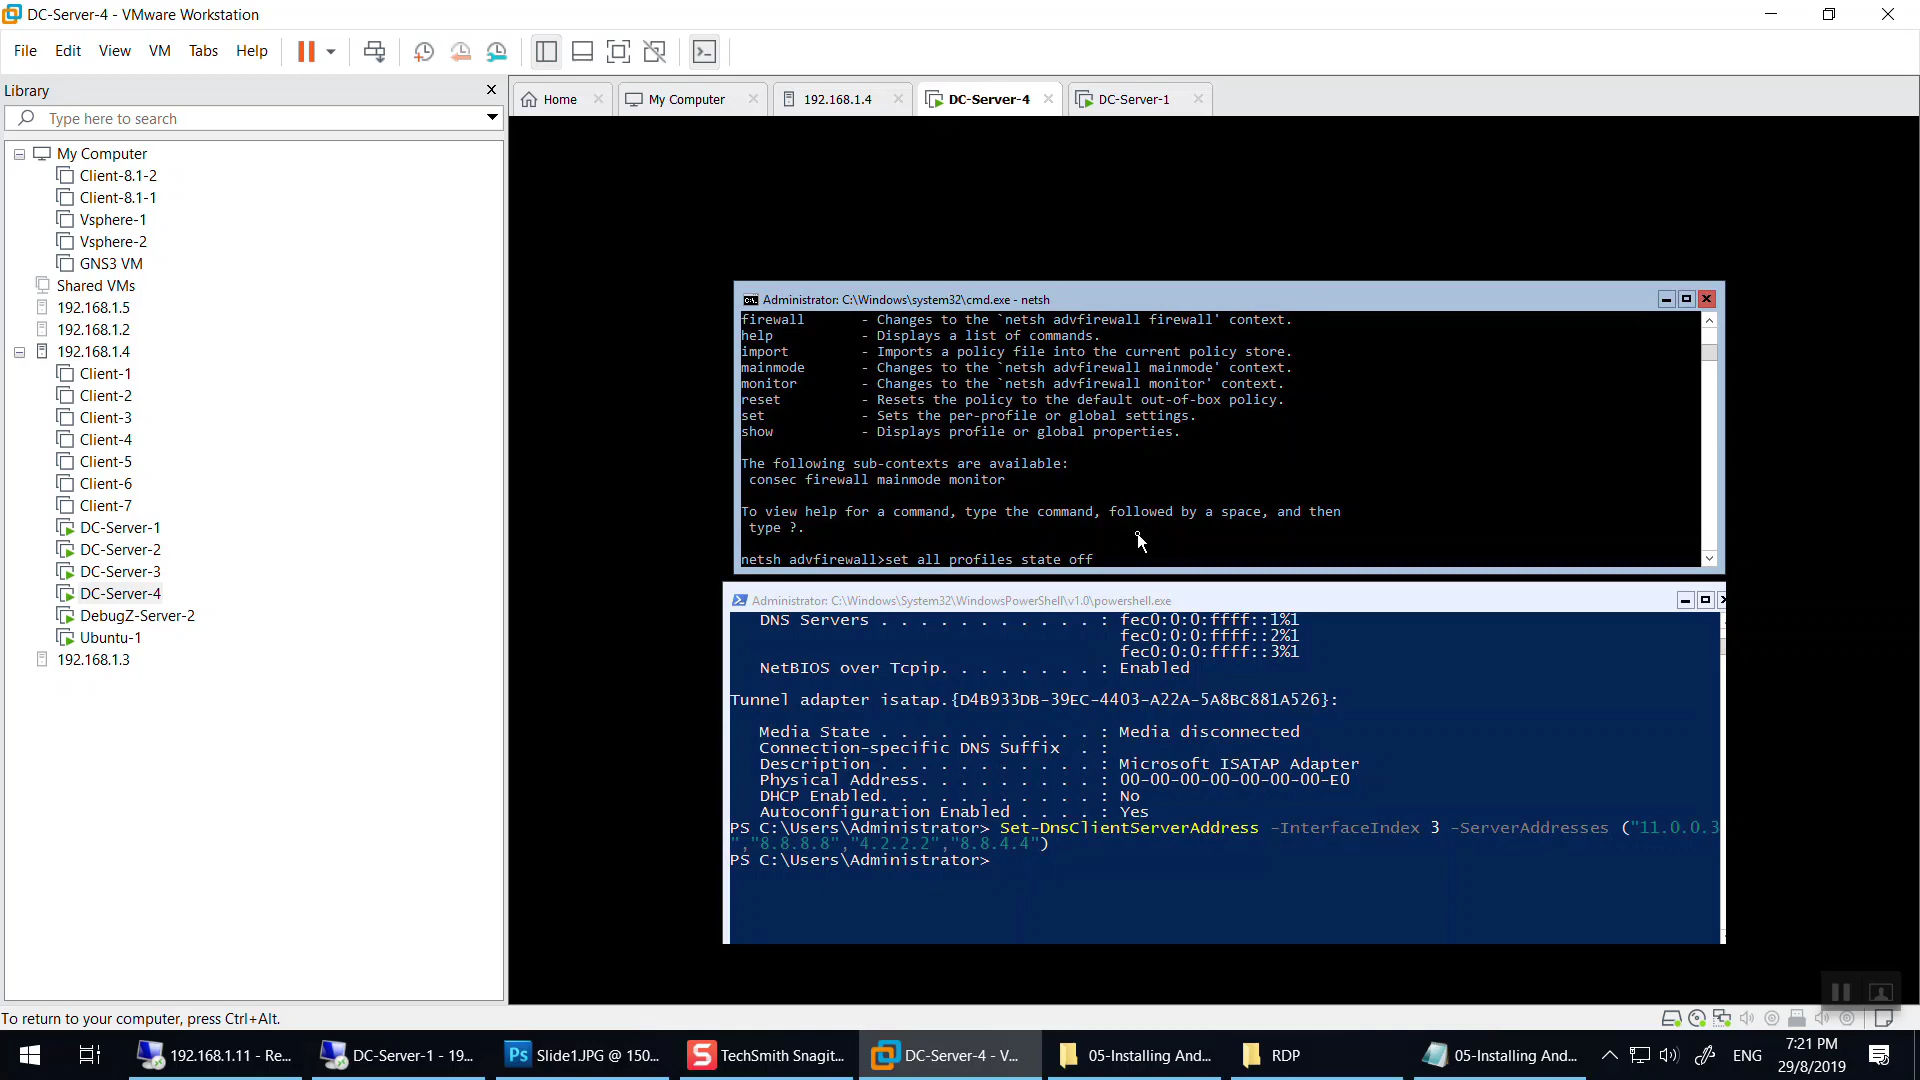 DC-Server-4 - VMware Workstation
File Edit View VM Tabs Help
Library
Type here to search
My Computer
Client-8.1-2
Client-8.1-1
Vsphere-1
Vsphere-2
GNS3 VM
Shared VMs
192.168.1.5
192.168.1.2
192.168.1.4
Client-1
Client-2
Client-3
Client-4
Client-5
Client-6
Client-7
DC-Server-1
DC-Server-2
DC-Server-3
DC-Server-4
DebugZ-Server-2
Ubuntu-1
192.168.1.3
Home My Computer 192.168.1.4 DC-Server-4 DC-Server-1
Administrator: C:\Windows\system32\cmd.exe - netsh
firewall - Changes to the `netsh advfirewall firewall' context.
help - Displays a list of commands.
import - Imports a policy file into the current policy store.
mainmode - Changes to the `netsh advfirewall mainmode' context.
monitor - Changes to the `netsh advfirewall monitor' context.
reset - Resets the policy to the default out-of-box policy.
set - Sets the per-profile or global settings.
show - Displays profile or global properties.
The following sub-contexts are available:
consec firewall mainmode monitor
To view help for a command, type the command, followed by a space, and then
type ?.
netsh advfirewall>set all profiles state off
Administrator: C:\Windows\System32\WindowsPowerShell\v1.0\powershell.exe
DNS Servers . . . . . . . . . . . : fec0:0:0:ffff::1%1
fec0:0:0:ffff::2%1
fec0:0:0:ffff::3%1
NetBIOS over Tcpip. . . . . . . . : Enabled
Tunnel adapter isatap.{D4B933DB-39EC-4403-A22A-5A8BC881A526}:
Media State . . . . . . . . . . . : Media disconnected
Connection-specific DNS Suffix . :
Description . . . . . . . . . . . : Microsoft ISATAP Adapter
Physical Address. . . . . . . . . : 00-00-00-00-00-00-00-E0
DHCP Enabled. . . . . . . . . . . : No
Autoconfiguration Enabled . . . . : Yes
PS C:\Users\Administrator> Set-DnsClientServerAddress -InterfaceIndex 3 -ServerAddresses ("11.0.0.3
","8.8.8.8","4.2.2.2","8.8.4.4")
PS C:\Users\Administrator>
To return to your computer, press Ctrl+Alt.
192.168.1.11 - Re... DC-Server-1 - 19... Slide1.JPG @ 150... TechSmith Snagit... DC-Server-4 - V... 05-Installing And... RDP 05-Installing And... ENG 7:21 PM
29/8/2019